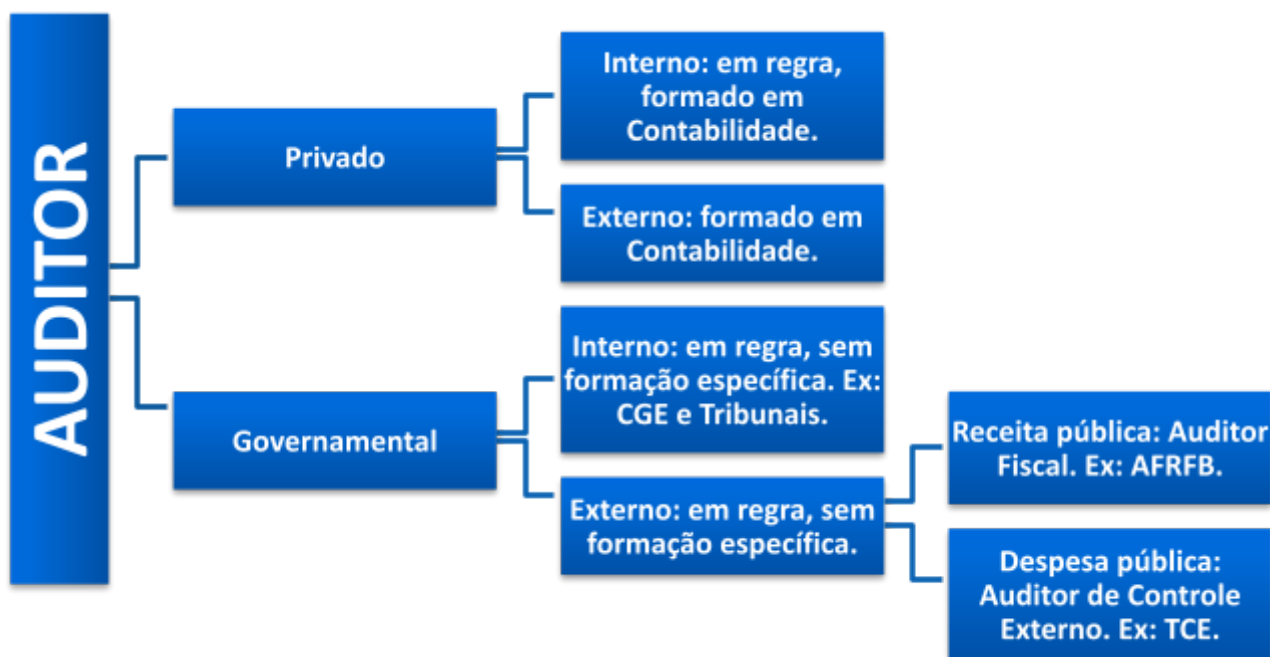 AUDITOR
Privado
Interno: em regra,
formado em
Contabilidade.
Externo: formado em
Contabilidade.
Governamental
Interno: em regra, sem
formação específica. Ex:
CGE e Tribunais.
Externo: em regra, sem
formação específica.
Receita pública: Auditor
Fiscal. Ex: AFRFB.
Despesa pública:
Auditor de Controle
Externo. Ex: TCE.